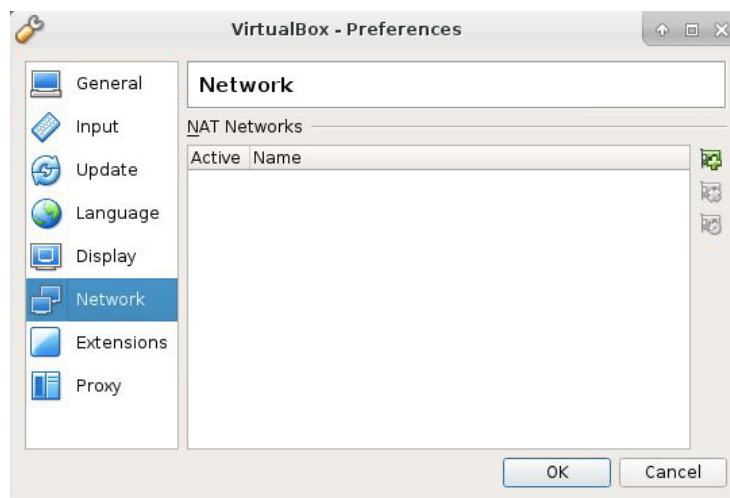 VirtualBox - Preferences
General
Input
Update
Language
Display
Network
Extensions
Proxy
Network
NAT Networks
Active Name
OK Cancel